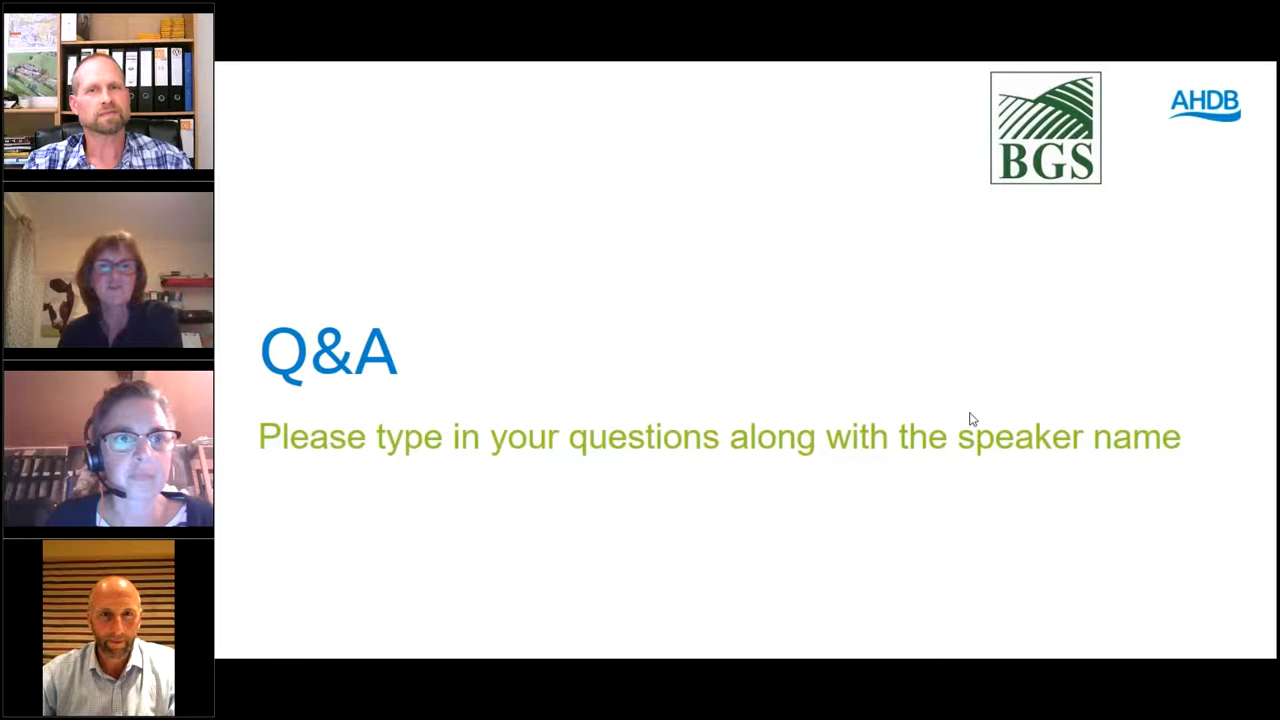 BGS
AHDB
Q&A
Please type in your questions along with the speaker name